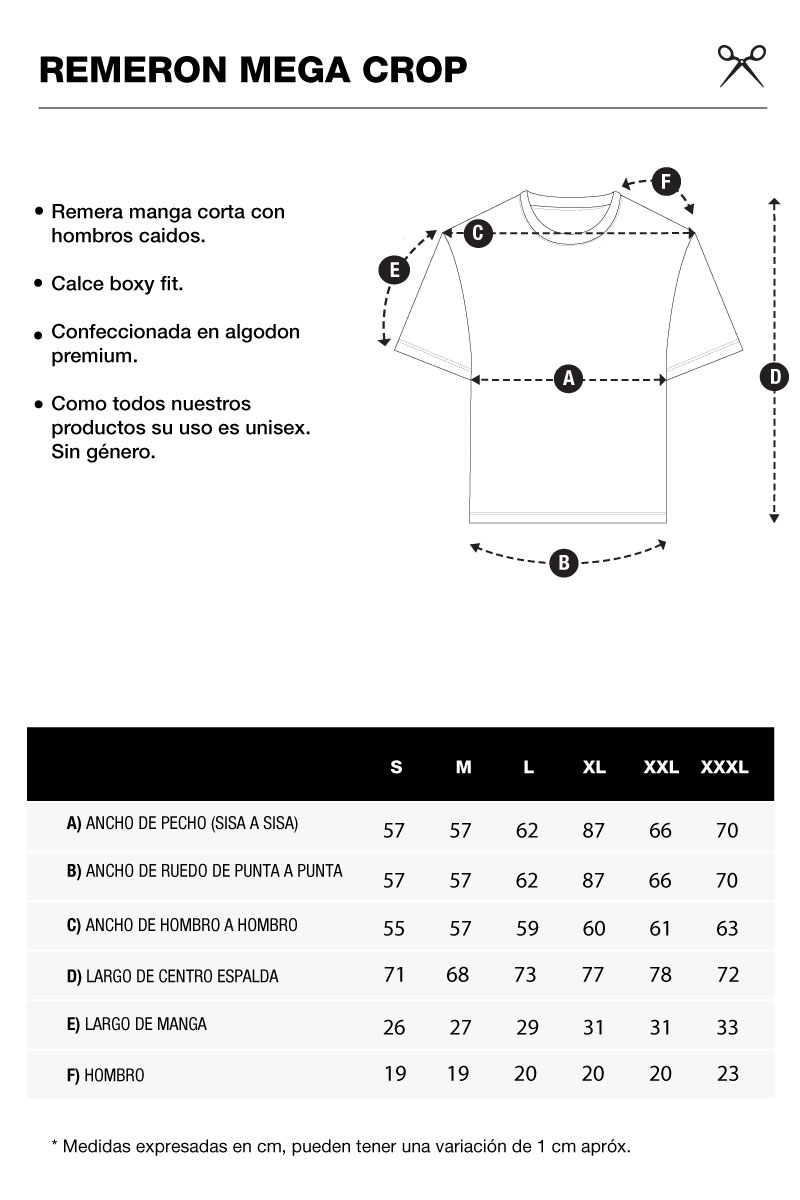 REMERON MEGA CROP
• Remera manga corta con
hombros caidos.
• Calce boxy fit.
• Confeccionada en algodon
premium.
• Como todos nuestros
productos su uso es unisex.
Sin género.
F
C
E
A
D
B
S M L XL XXL XXXL
A) ANCHO DE PECHO (SISA A SISA) 57 57 62 87 66 70
B) ANCHO DE RUEDO DE PUNTA A PUNTA 57 57 62 87 66 70
C) ANCHO DE HOMBRO A HOMBRO 55 57 59 60 61 63
D) LARGO DE CENTRO ESPALDA 71 68 73 77 78 72
E) LARGO DE MANGA 26 27 29 31 31 33
F) HOMBRO 19 19 20 20 20 23
* Medidas expresadas en cm, pueden tener una variación de 1 cm apróx.